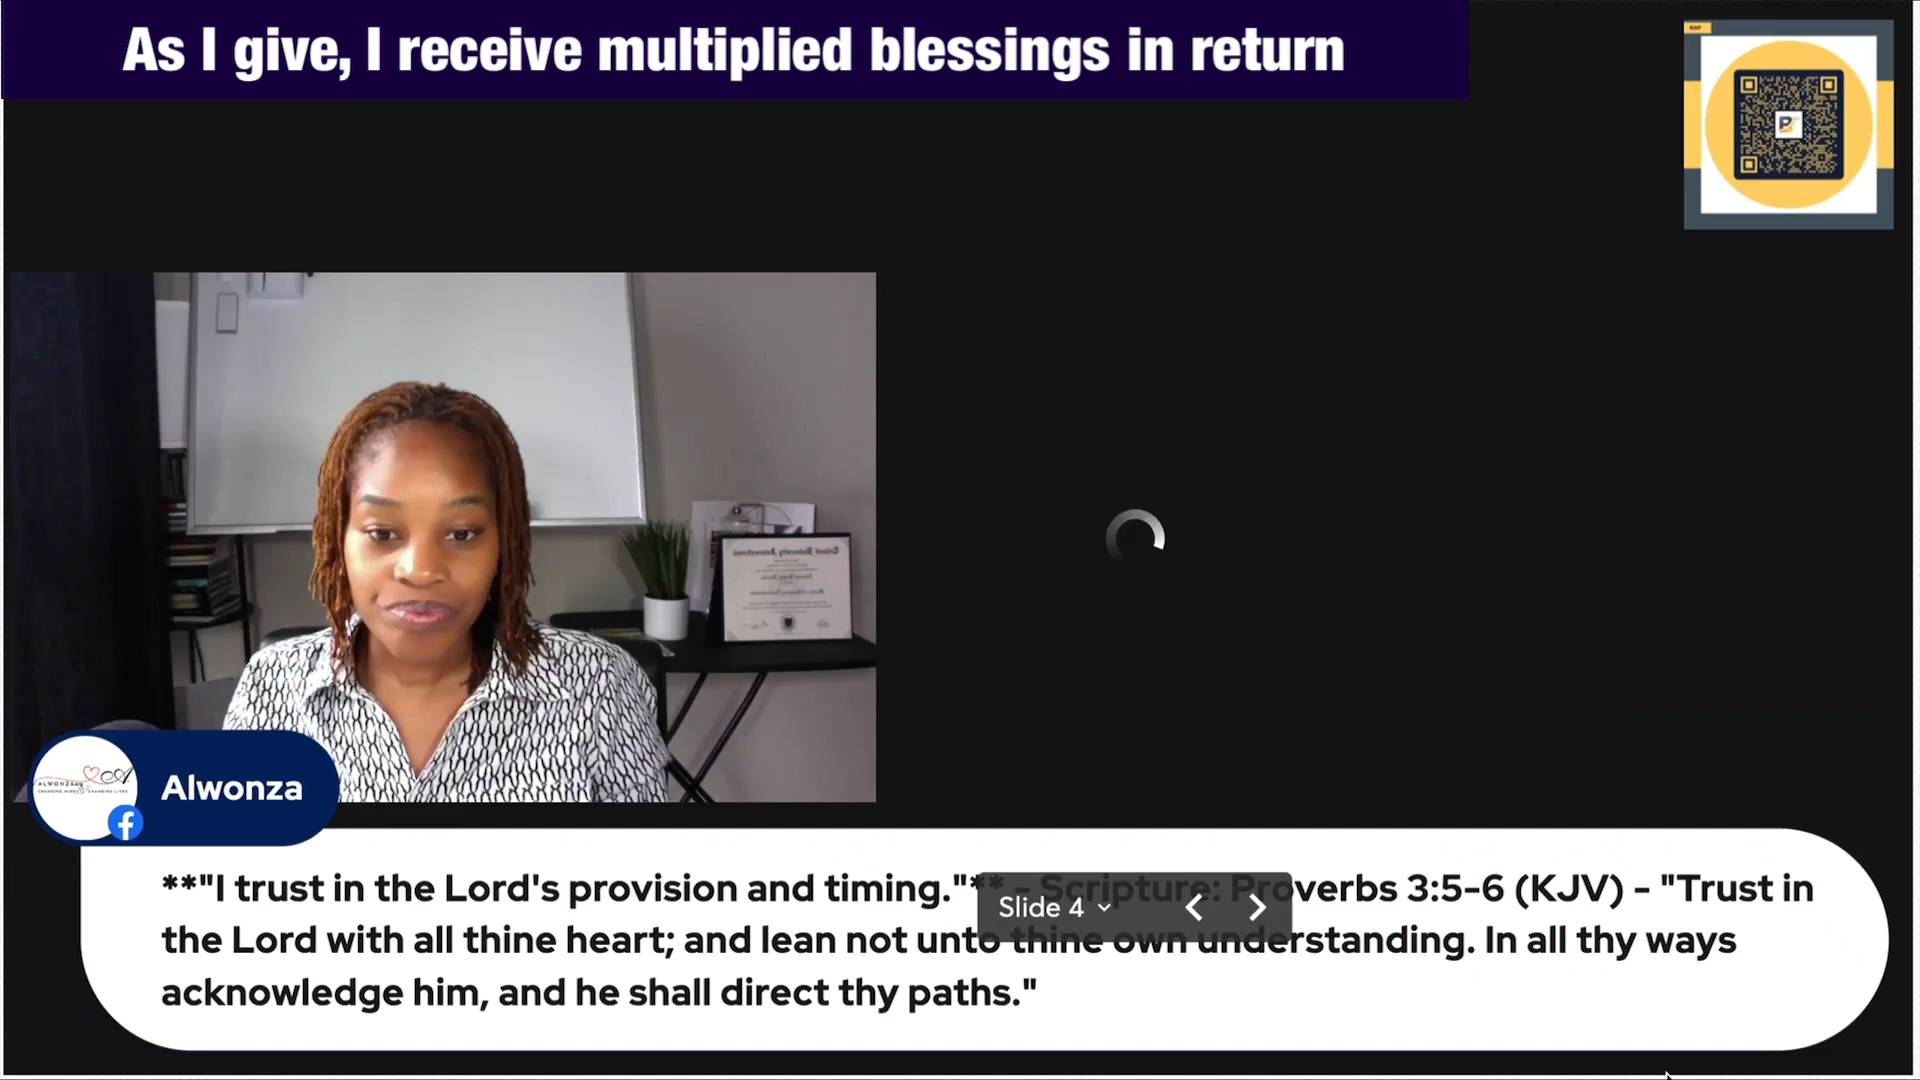 As I give, I receive multiplied blessings in return
Alwonza
**"I trust in the Lord's provision and timing."** - Scripture: Proverbs 3:5-6 (KJV) - "Trust in
Slide 4
the Lord with all thine heart; and lean not unto thine own understanding. In all thy ways
acknowledge him, and he shall direct thy paths."